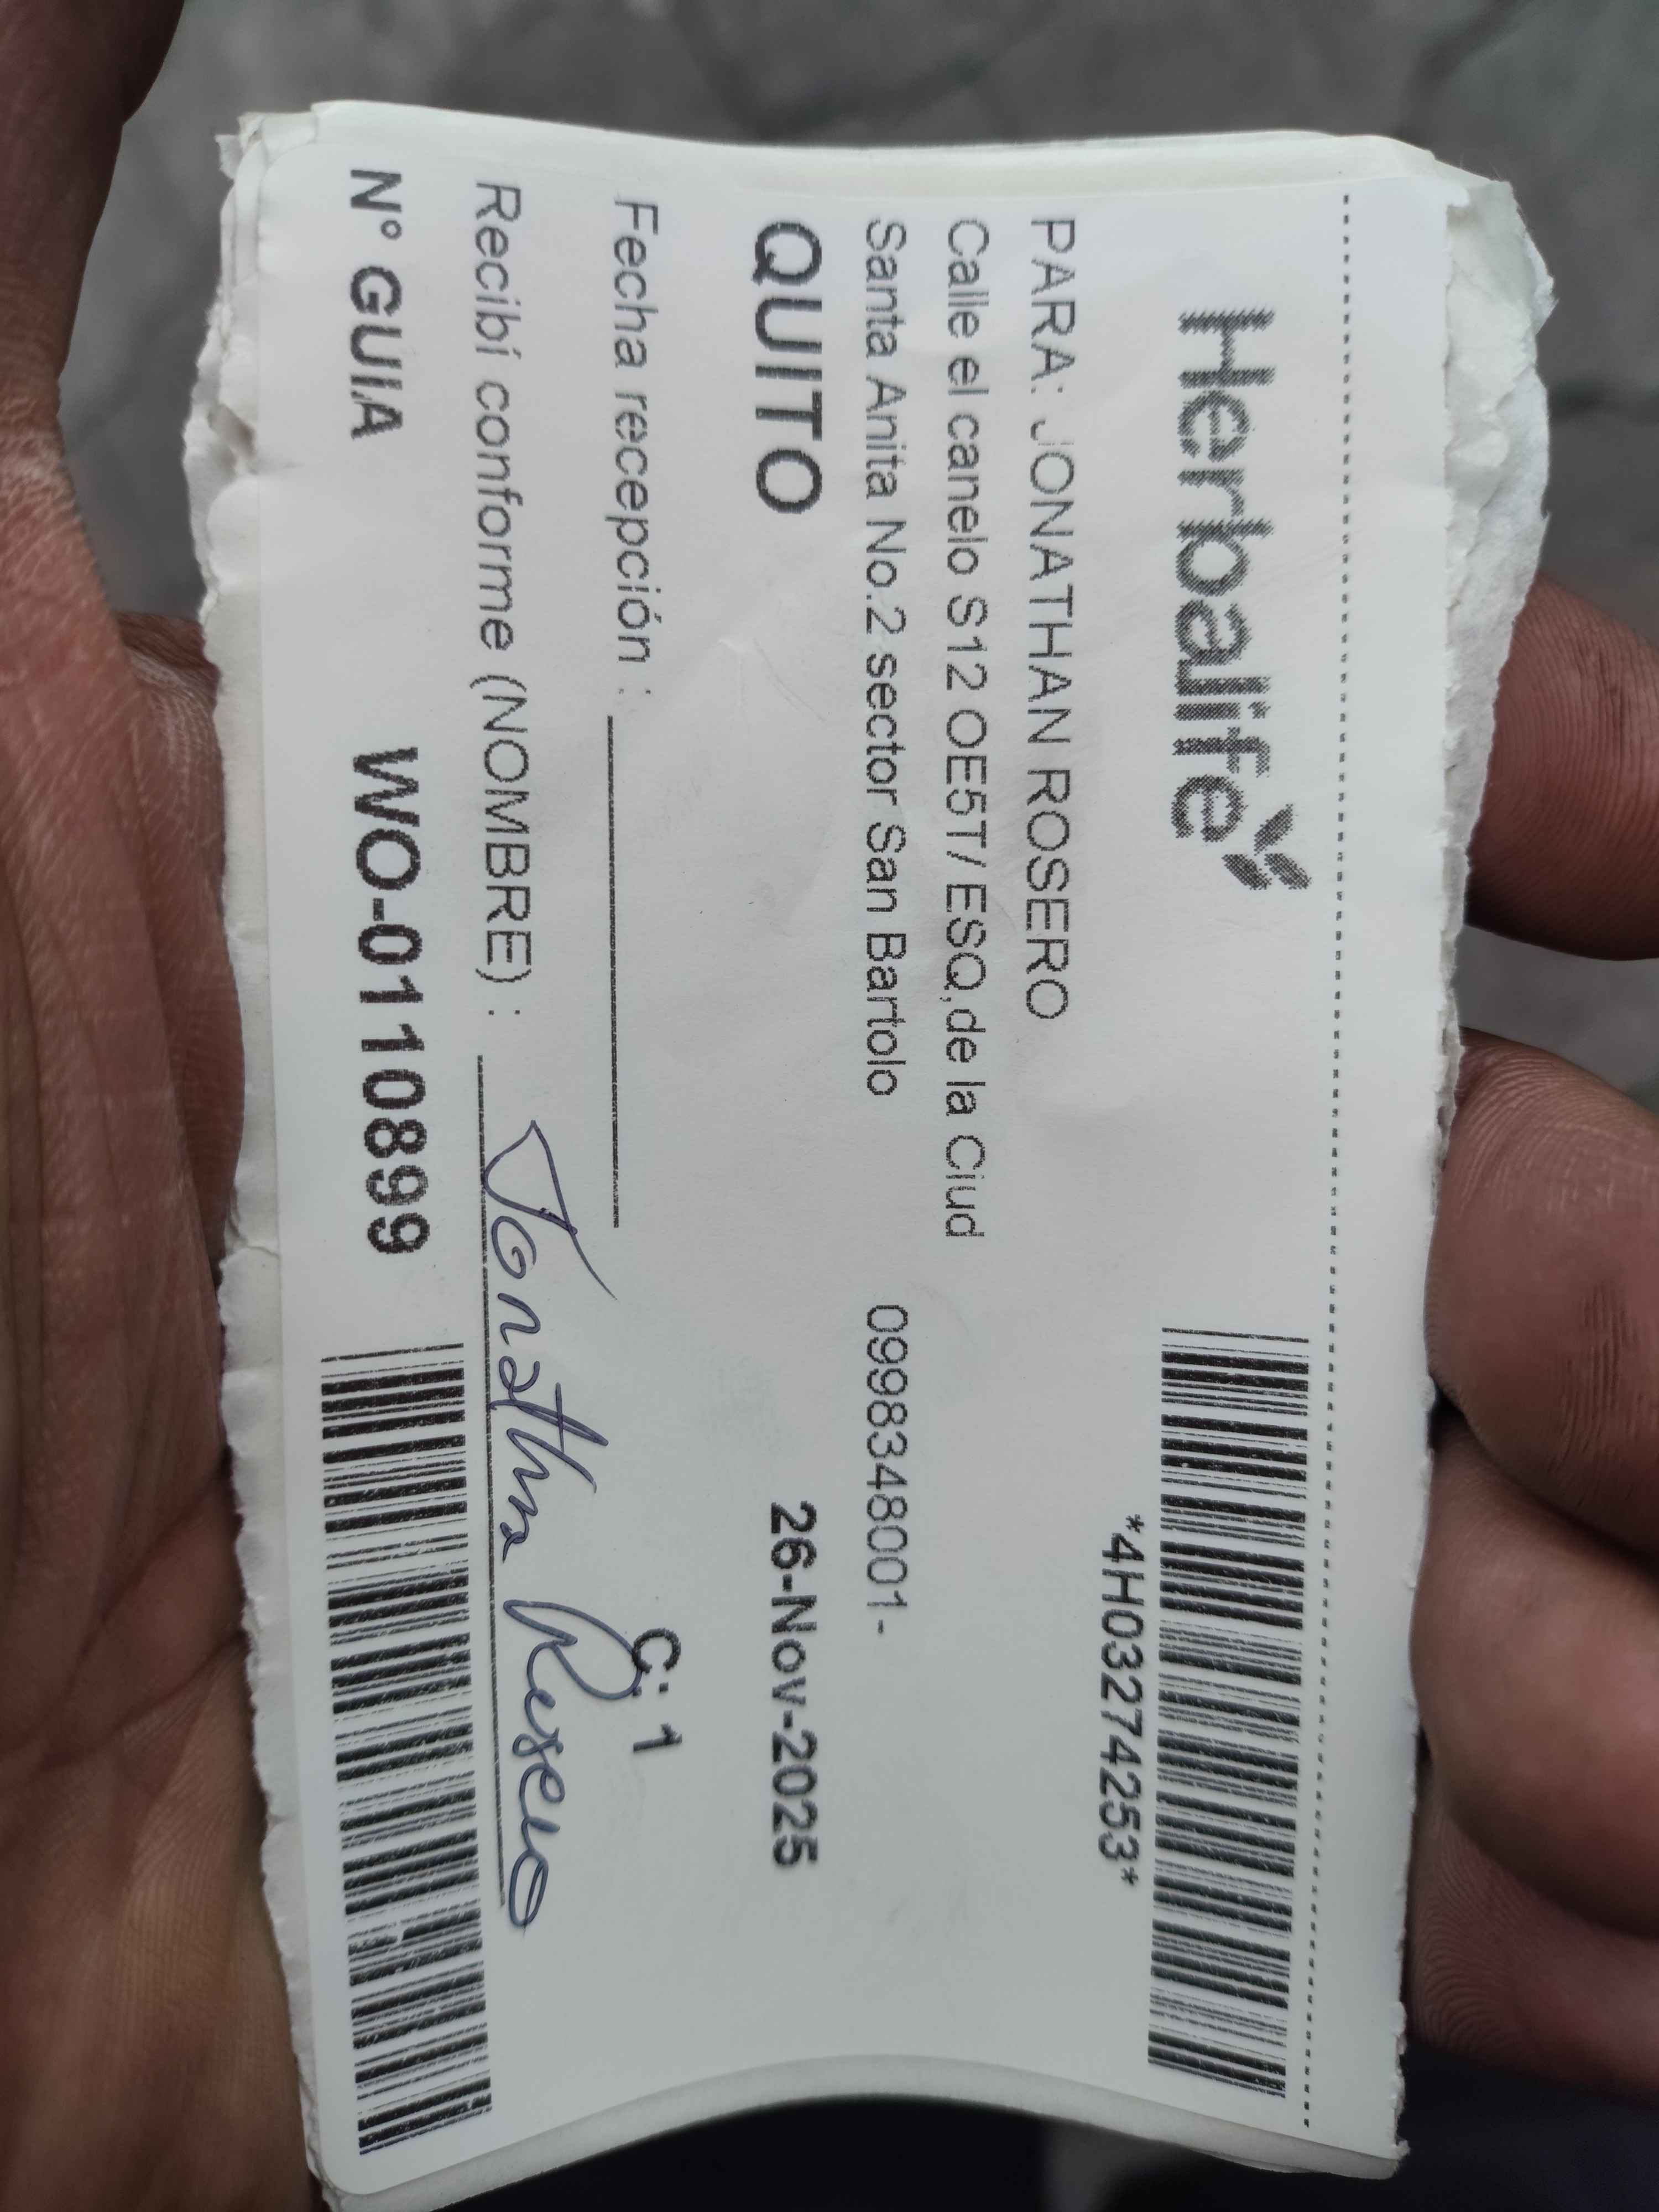 Herbalife
*4H03274253*
PARA: JONATHAN ROSERO
Calle el canelo S12 OE5T/ ESQ,de la Ciud
Santa Anita No.2 sector San Bartolo 0998348001-
QUITO 26-Nov-2025
Fecha recepción : C: 1
Recibí conforme (NOMBRE) : Jonathan Rosero
N° GUIA WO-0110899